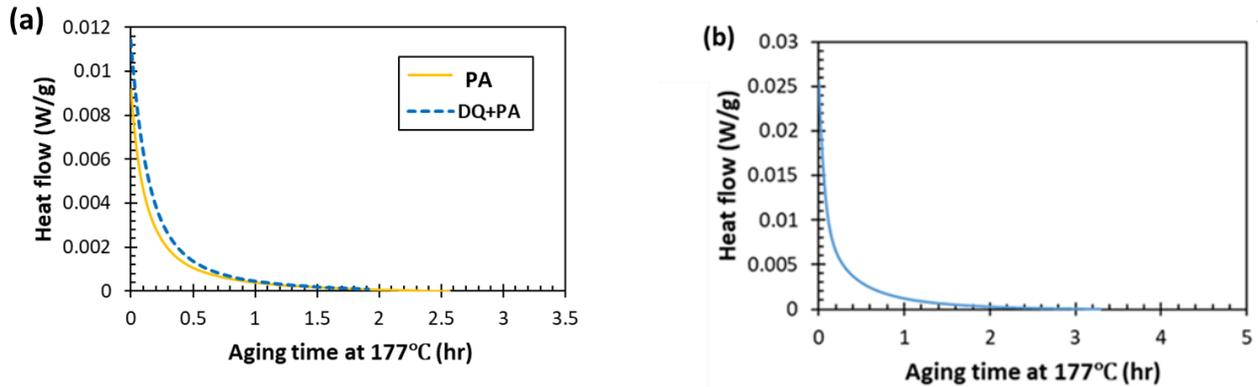 (a)
0.012
0.01
0.008
0.006
0.004
0.002
0
Heat flow (W/g)
PA
DQ+PA
0 0.5 1 1.5 2 2.5 3 3.5
Aging time at 177°C (hr)
(b)
0.03
0.025
0.02
0.015
0.01
0.005
0
Heat flow (W/g)
0 1 2 3 4 5
Aging time at 177°C (hr)